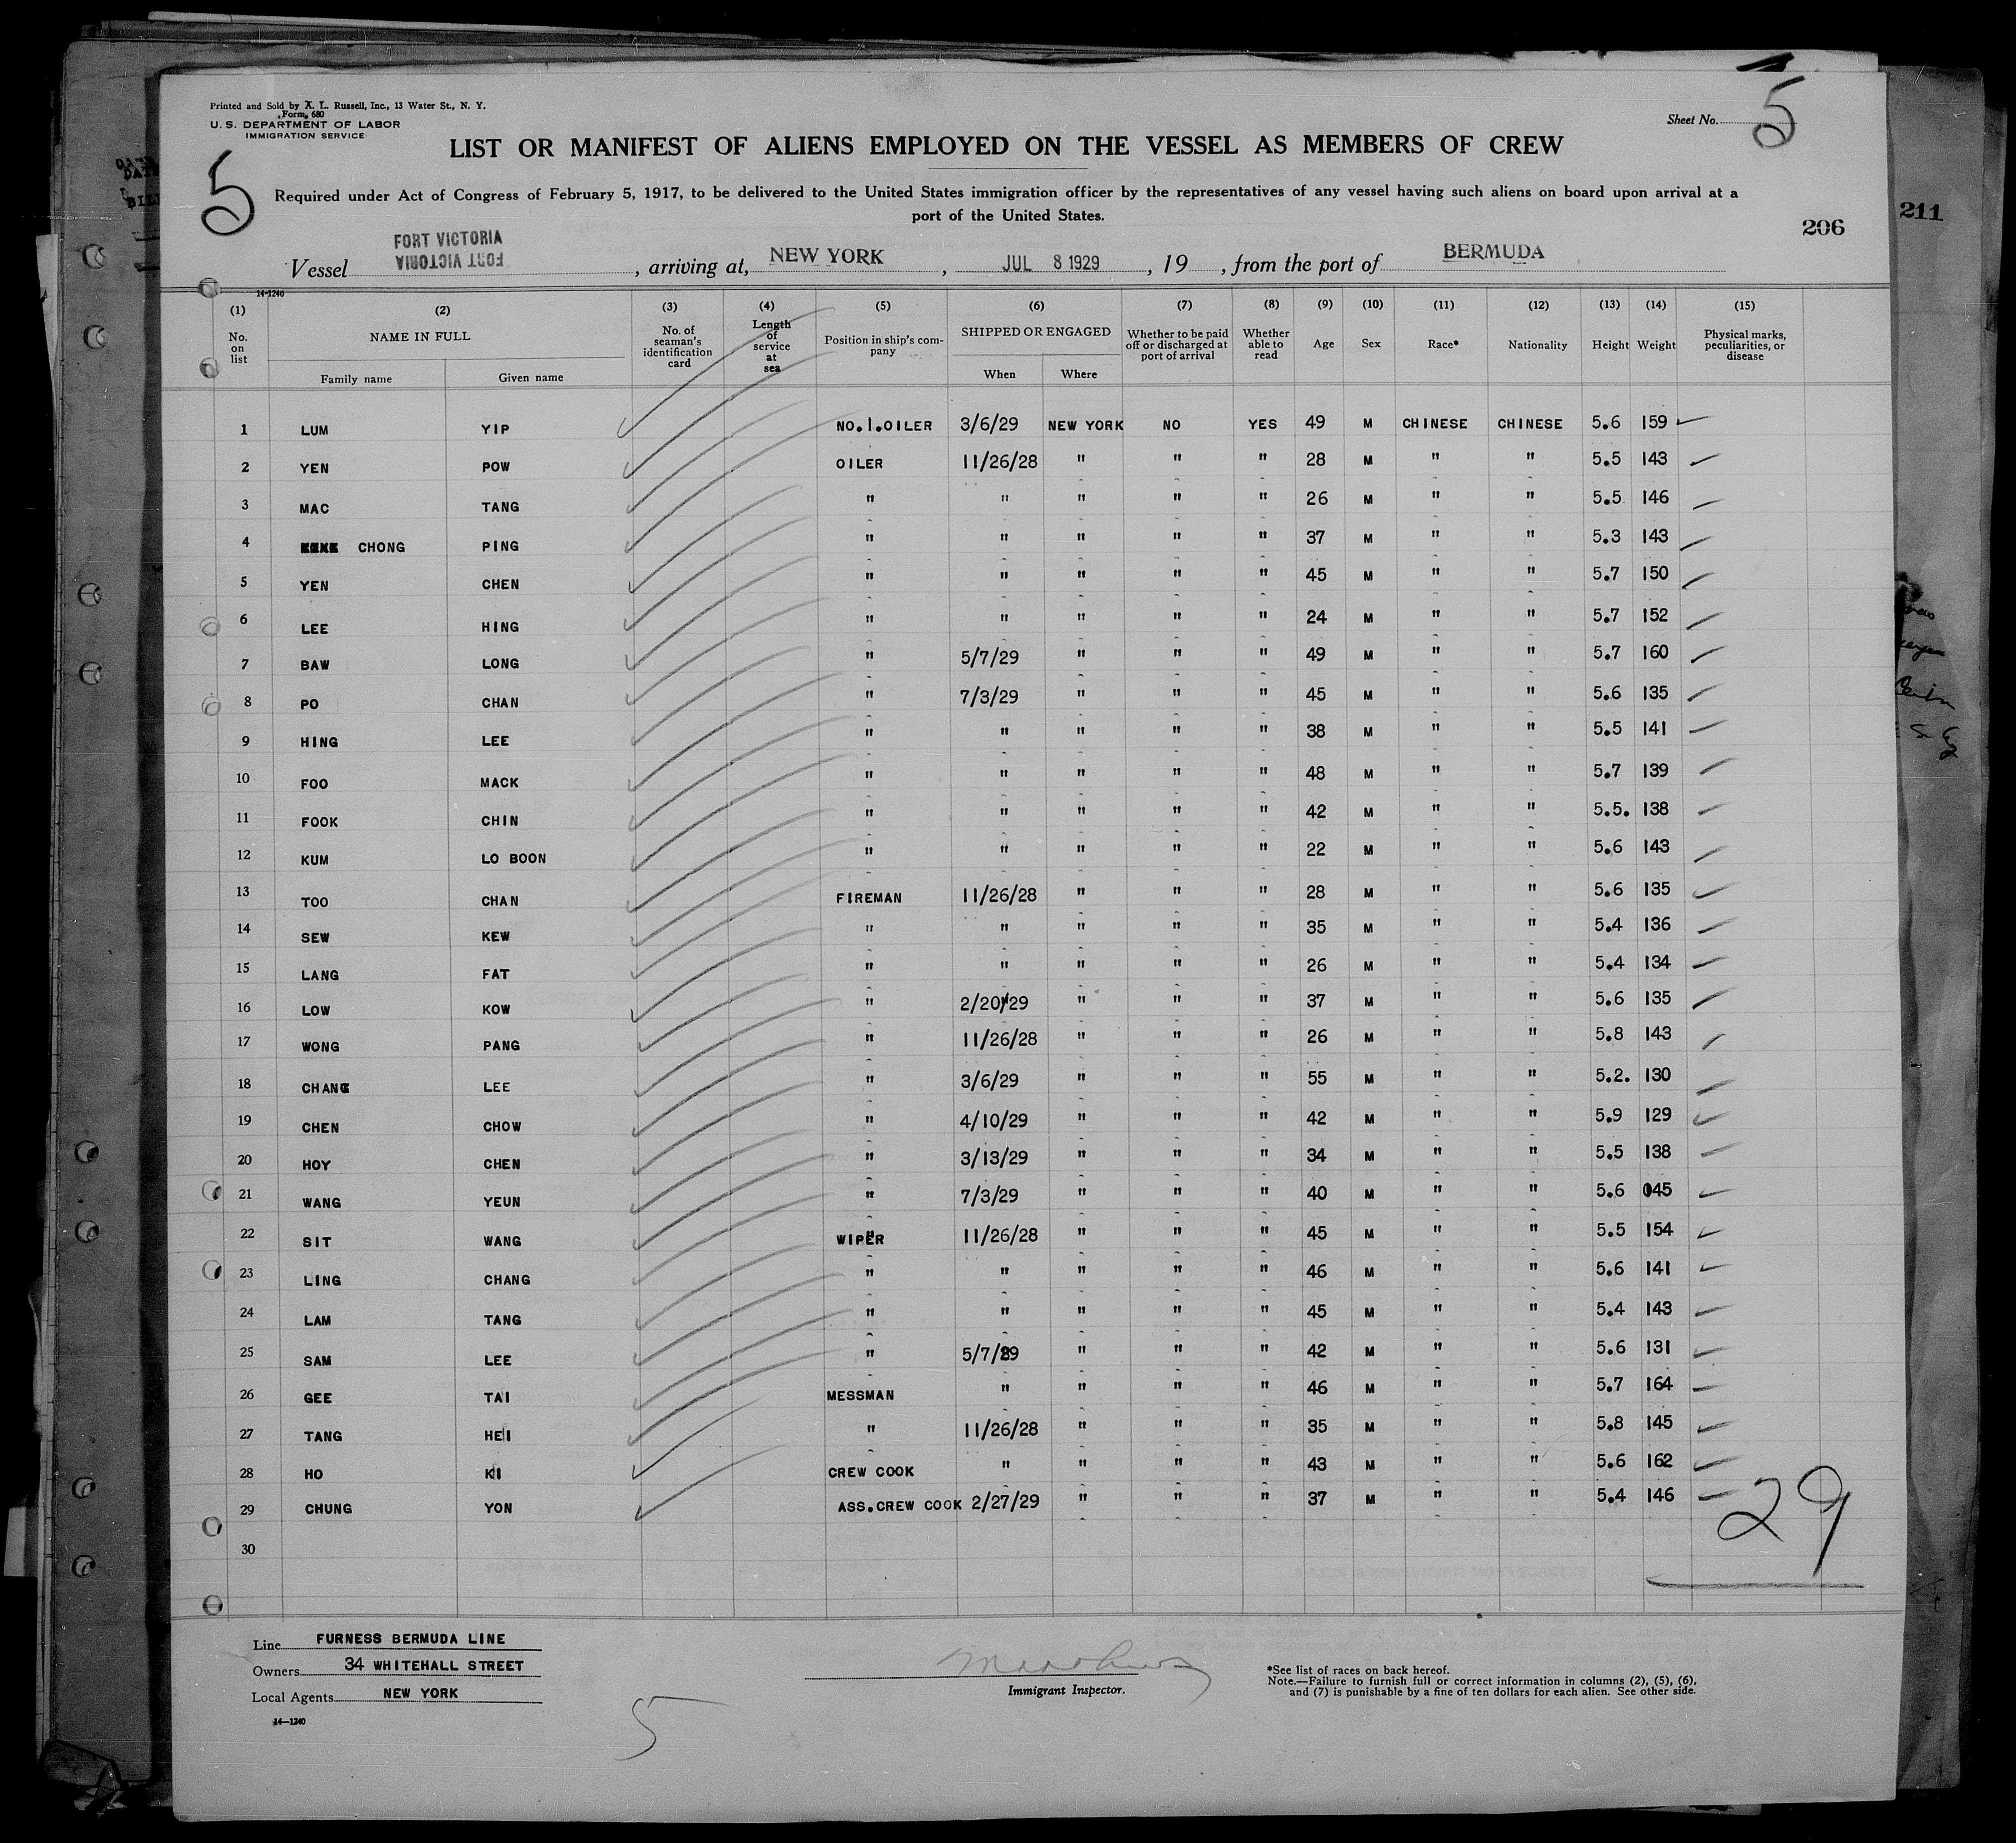 Printed and Sold by A. L. Russell, Inc., 13 Water St., N. Y.
Form 680
U. S. DEPARTMENT OF LABOR
IMMIGRATION SERVICE
Sheet No. 5
5
LIST OR MANIFEST OF ALIENS EMPLOYED ON THE VESSEL AS MEMBERS OF CREW
Required under Act of Congress of February 5, 1917, to be delivered to the United States immigration officer by the representatives of any vessel having such aliens on board upon arrival at a
port of the United States.
206
211
FORT VICTORIA
Vessel FORT VICTORIA, arriving at, NEW YORK, JUL 8 1929, 19, from the port of BERMUDA
14-1240
(1) (2) (3) (4) (5) (6) (7) (8) (9) (10) (11) (12) (13) (14) (15)
No. on list NAME IN FULL No. of seaman's identification card Length of service at sea Position in ship's company SHIPPED OR ENGAGED Whether to be paid off or discharged at port of arrival Whether able to read Age Sex Race* Nationality Height Weight Physical marks, peculiarities, or disease
Family name Given name When Where
1 LUM YIP NO.1.OILER 3/6/29 NEW YORK NO YES 49 M CHINESE CHINESE 5.6 159
2 YEN POW OILER 11/26/28 " " " 28 M " " 5.5 143
3 MAC TANG " " " " " 26 M " " 5.5 146
4 CHONG PING " " " " " 37 M " " 5.3 143
5 YEN CHEN " " " " " 45 M " " 5.7 150
6 LEE HING " " " " " 24 M " " 5.7 152
7 BAW LONG " 5/7/29 " " " 49 M " " 5.7 160
8 PO CHAN " 7/3/29 " " " 45 M " " 5.6 135
9 HING LEE " " " " " 38 M " " 5.5 141
10 FOO MACK " " " " " 48 M " " 5.7 139
11 FOOK CHIN " " " " " 42 M " " 5.5. 138
12 KUM LO BOON " " " " " 22 M " " 5.6 143
13 TOO CHAN FIREMAN 11/26/28 " " " 28 M " " 5.6 135
14 SEW KEW " " " " " 35 M " " 5.4 136
15 LANG FAT " " " " " 26 M " " 5.4 134
16 LOW KOW " 2/20/29 " " " 37 M " " 5.6 135
17 WONG PANG " 11/26/28 " " " 26 M " " 5.8 143
18 CHANG LEE " 3/6/29 " " " 55 M " " 5.2. 130
19 CHEN CHOW " 4/10/29 " " " 42 M " " 5.9 129
20 HOY CHEN " 3/13/29 " " " 34 M " " 5.5 138
21 WANG YEUN " 7/3/29 " " " 40 M " " 5.6 045
22 SIT WANG WIPER 11/26/28 " " " 45 M " " 5.5 154
23 LING CHANG " " " " " 46 M " " 5.6 141
24 LAM TANG " " " " " 45 M " " 5.4 143
25 SAM LEE " 5/7/29 " " " 42 M " " 5.6 131
26 GEE TAI MESSMAN " " " " 46 M " " 5.7 164
27 TANG HEI " 11/26/28 " " " 35 M " " 5.8 145
28 HO KI CREW COOK " " " " 43 M " " 5.6 162
29 CHUNG YON ASS.CREW COOK 2/27/29 " " " 37 M " " 5.4 146
29
30
Line FURNESS BERMUDA LINE
Owners 34 WHITEHALL STREET
Local Agents NEW YORK
14-1240
5
Immigrant Inspector.
*See list of races on back hereof.
Note.—Failure to furnish full or correct information in columns (2), (5), (6),
and (7) is punishable by a fine of ten dollars for each alien. See other side.